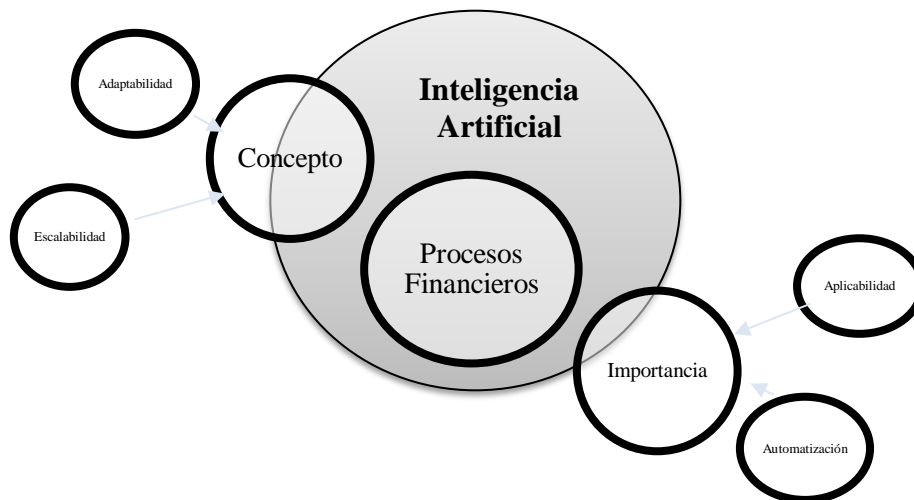 Adaptabilidad
Inteligencia
Artificial
Concepto
Escalabilidad
Procesos
Financieros
Aplicabilidad
Importancia
Automatización